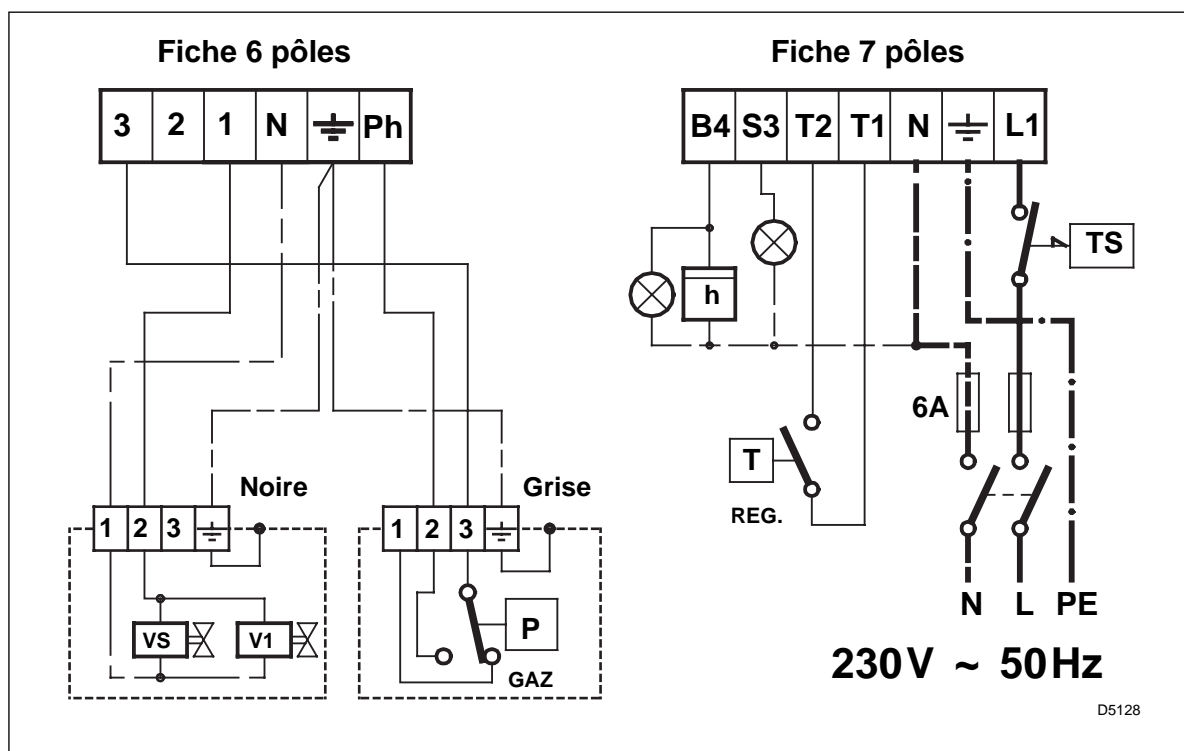 Fiche 6 pôles
3 2 1 N Ph
Noire
1 2 3
VS V1
Grise
1 2 3
P
GAZ
Fiche 7 pôles
B4 S3 T2 T1 N L1
TS
h
6A
T
REG.
N L PE
230V ~ 50Hz
D5128